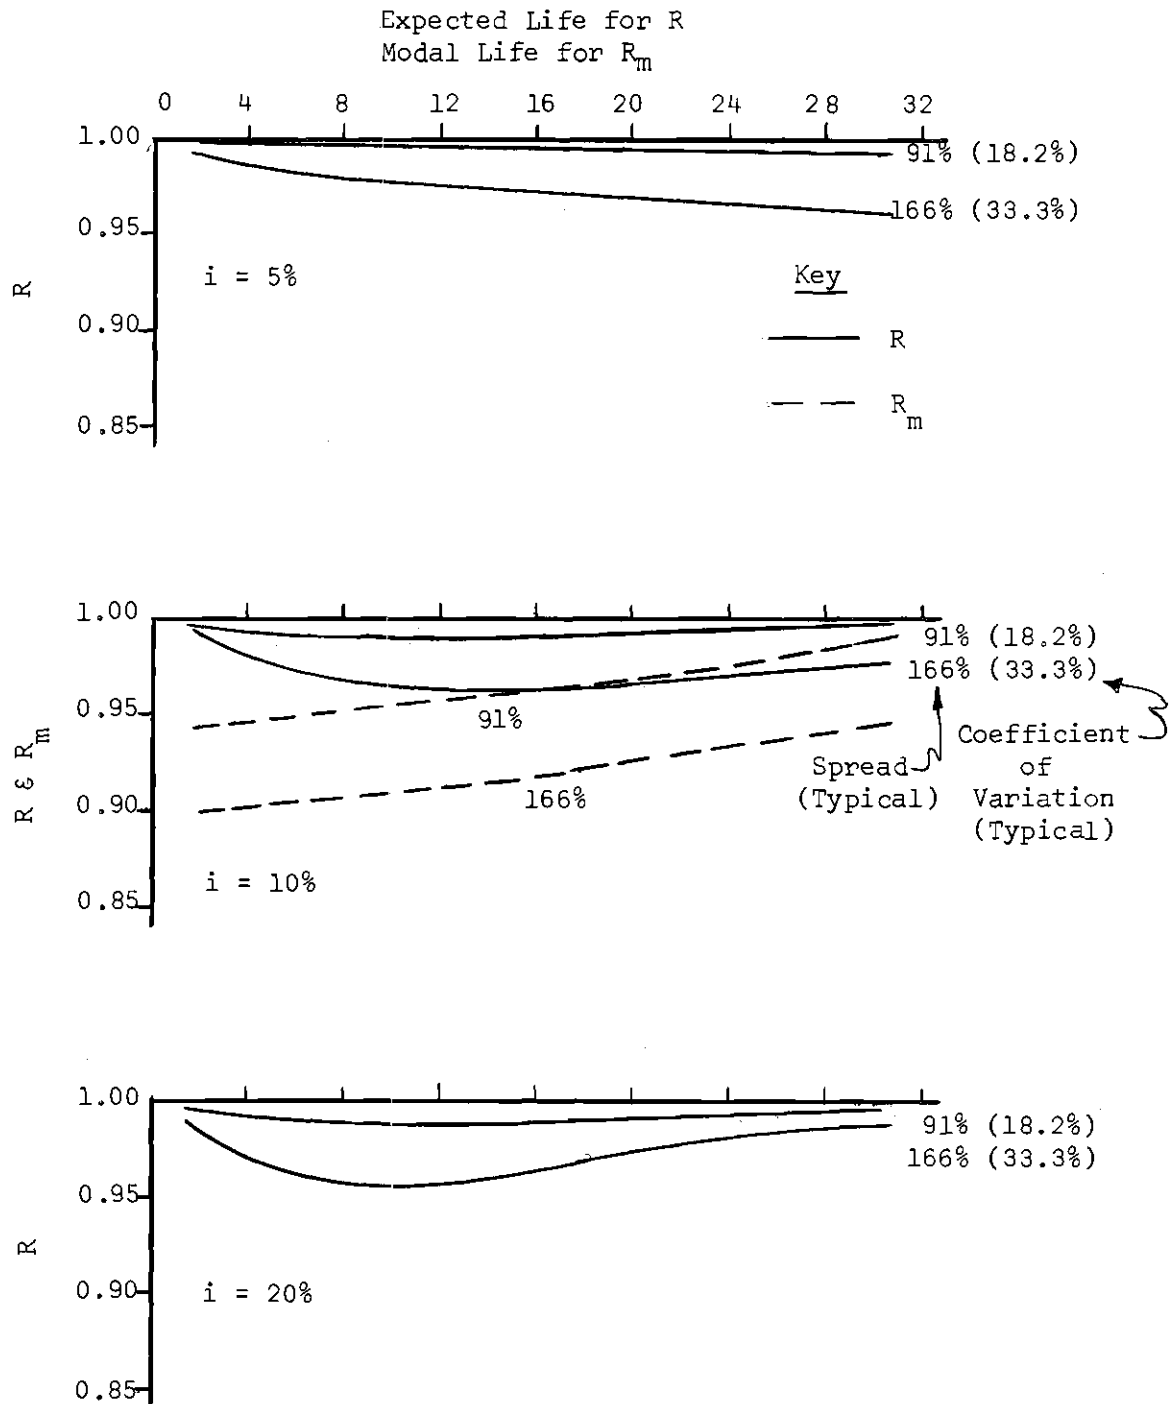 Expected Life for R
Modal Life for Rm
0 4 8 12 16 20 24 28 32
1.00
91% (18.2%)
166% (33.3%)
0.95
i = 5%
Key
R
0.90
R
Rm
0.85
1.00
91% (18.2%)
166% (33.3%)
0.95
91%
R & Rm
Spread
(Typical)
Coefficient
of
Variation
(Typical)
166%
0.90
i = 10%
0.85
1.00
91% (18.2%)
166% (33.3%)
0.95
R
0.90
i = 20%
0.85